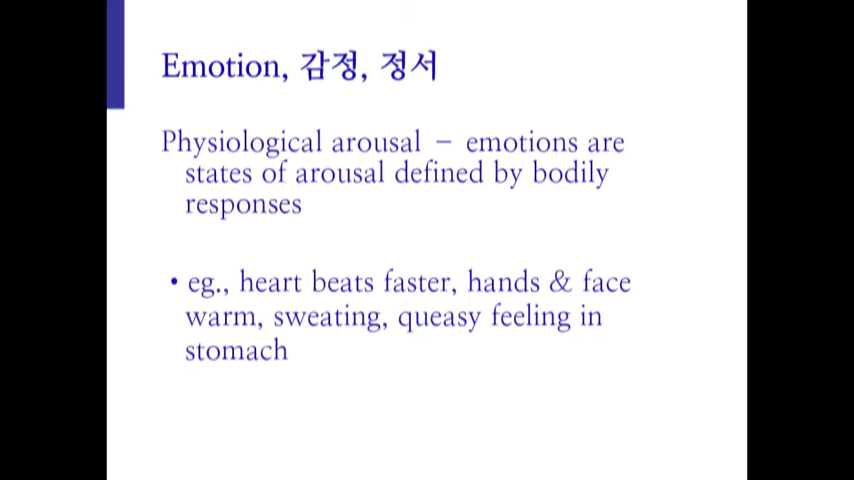 Emotion, 감정, 정서
Physiological arousal – emotions are
states of arousal defined by bodily
responses
• eg., heart beats faster, hands & face
warm, sweating, queasy feeling in
stomach